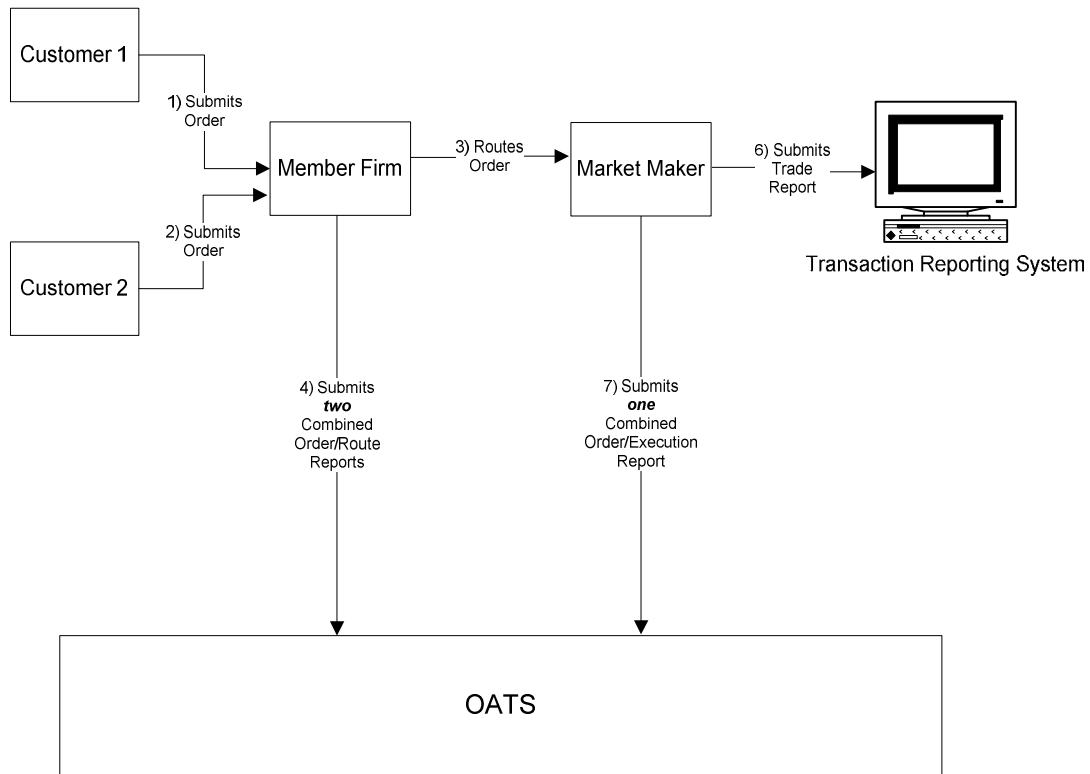 Customer 1
1) Submits
Order
Member Firm
3) Routes
Order
Market Maker
6) Submits
Trade
Report
Transaction Reporting System
2) Submits
Order
Customer 2
4) Submits
two
Combined
Order/Route
Reports
7) Submits
one
Combined
Order/Execution
Report
OATS